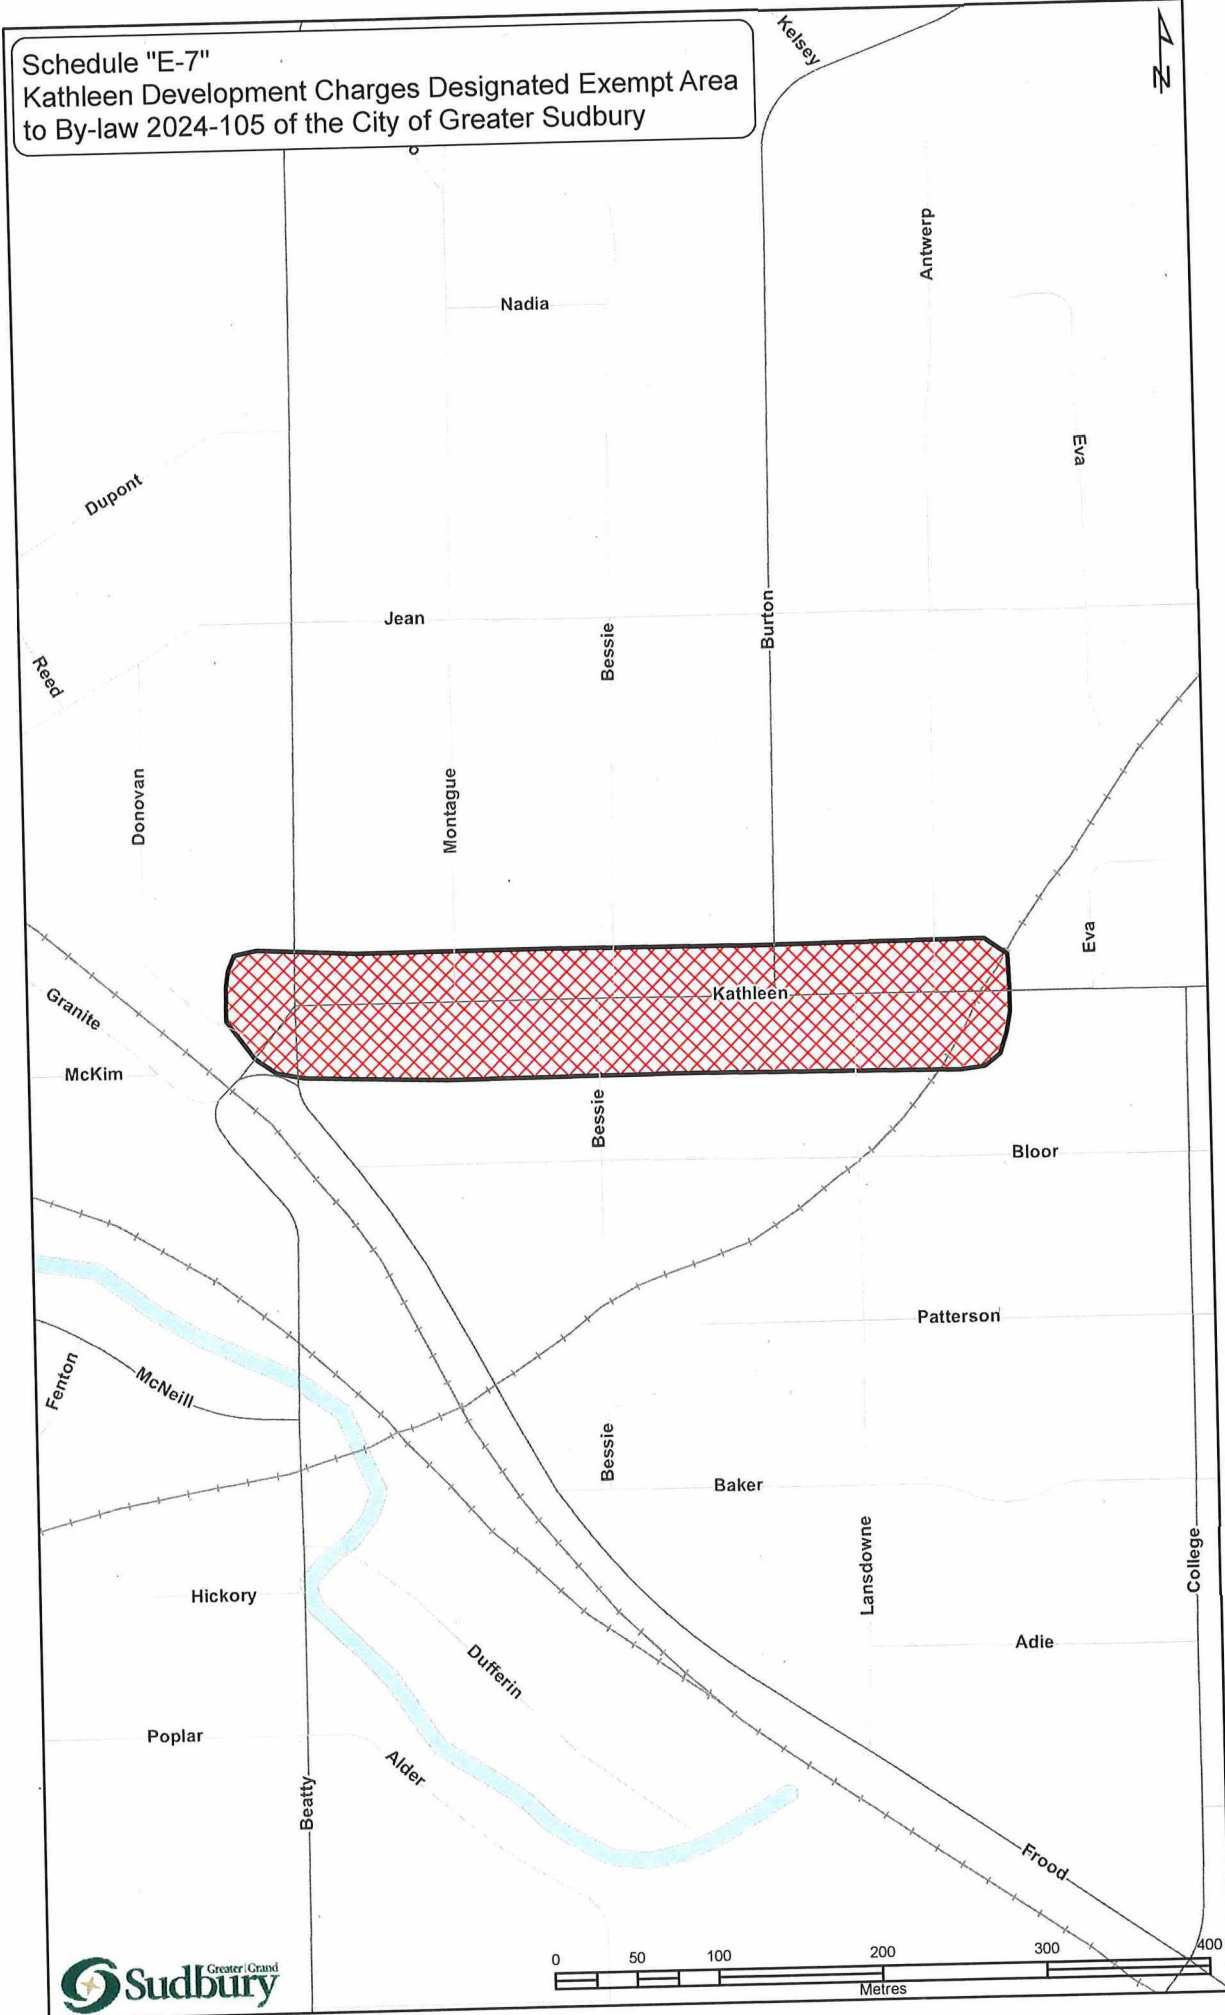 Schedule "E-7"
Kathleen Development Charges Designated Exempt Area
to By-law 2024-105 of the City of Greater Sudbury
Kelsey
N
Antwerp
Nadia
Eva
Dupont
Jean
Bessie
Burton
Reed
Donovan
Montague
Eva
Kathleen
Granite
McKim
Bessie
Bloor
Patterson
Fenton
McNeill
Bessie
Baker
Lansdowne
College
Hickory
Adie
Dufferin
Poplar
Alder
Beatty
Frood
Greater Grand
Sudbury
0 50 100 200 300 400
Metres